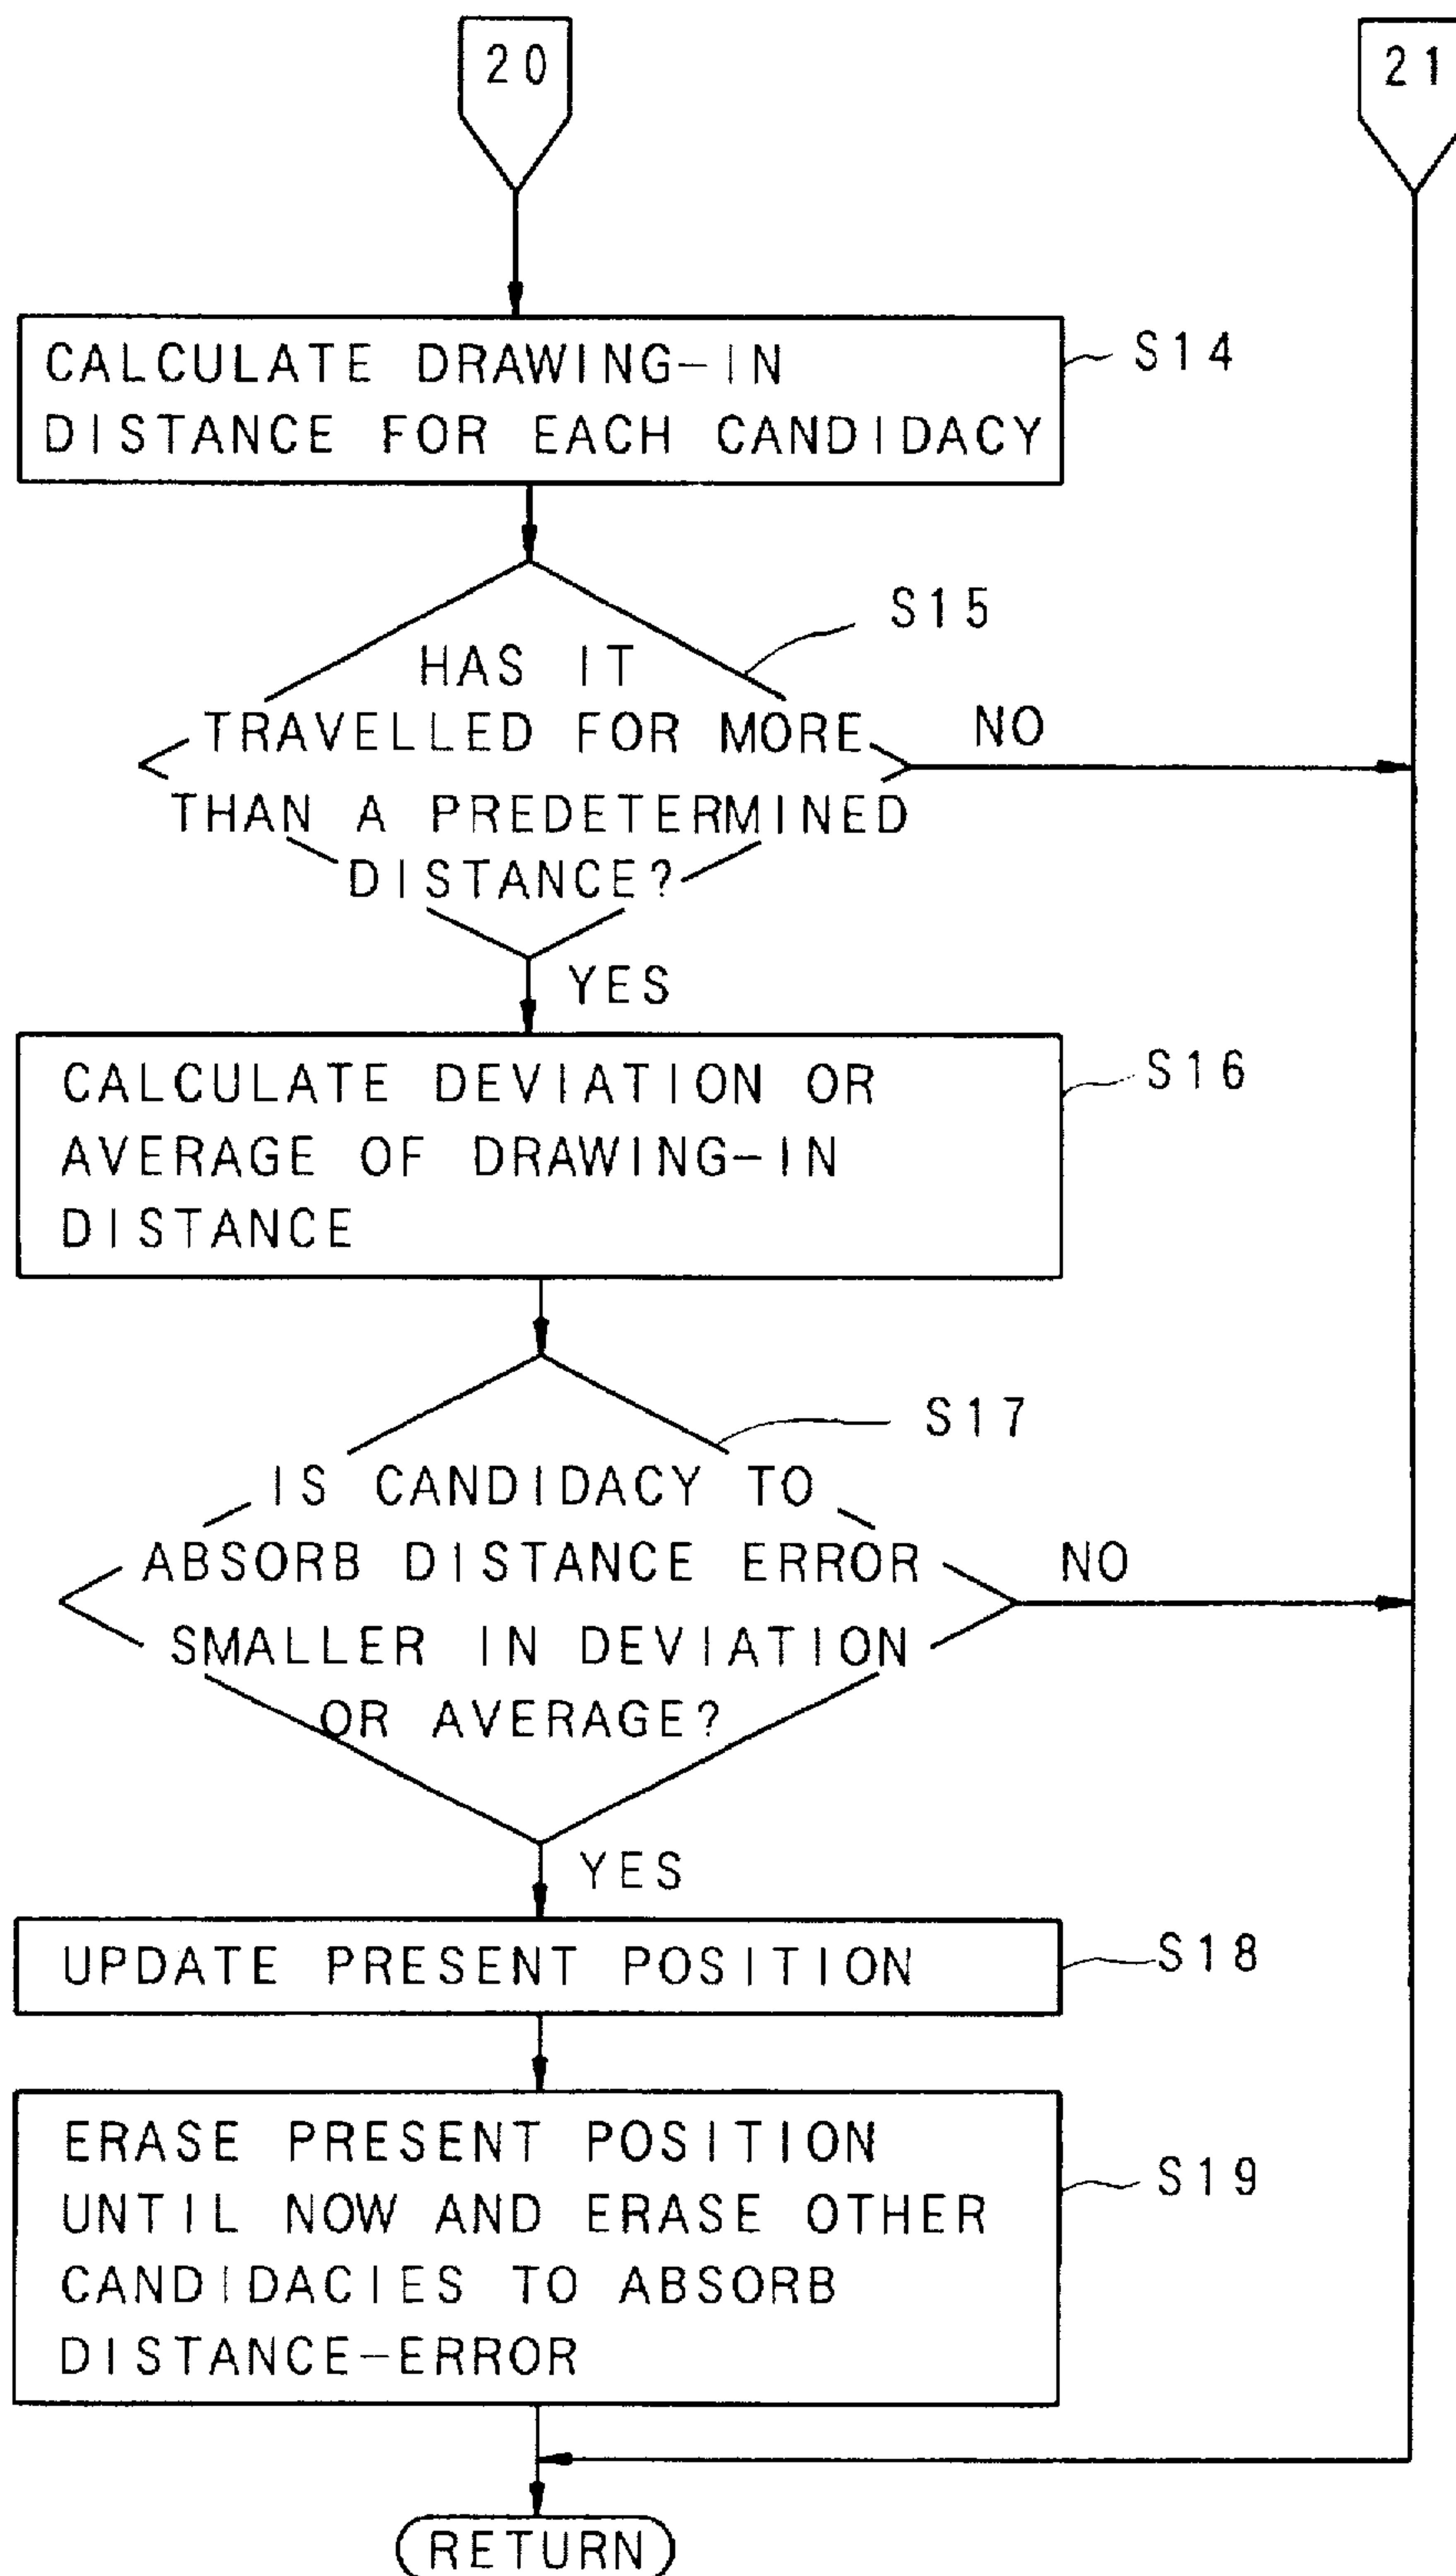 20
21
CALCULATE DRAWING-IN
DISTANCE FOR EACH CANDIDACY
S14
S15
HAS IT
TRAVELLED FOR MORE
THAN A PREDETERMINED
DISTANCE?
NO
YES
CALCULATE DEVIATION OR
AVERAGE OF DRAWING-IN
DISTANCE
S16
S17
IS CANDIDACY TO
ABSORB DISTANCE ERROR
SMALLER IN DEVIATION
OR AVERAGE?
NO
YES
UPDATE PRESENT POSITION
S18
ERASE PRESENT POSITION
UNTIL NOW AND ERASE OTHER
CANDIDACIES TO ABSORB
DISTANCE-ERROR
S19
RETURN